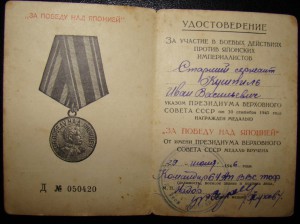 "ЗА ПОБЕДУ НАД ЯПОНИЕЙ"
Д № 050420
УДОСТОВЕРЕНИЕ
ЗА УЧАСТИЕ В БОЕВЫХ ДЕЙСТВИЯХ
ПРОТИВ ЯПОНСКИХ
ИМПЕРИАЛИСТОВ
Старший сержант
Иван Васильевич
УКАЗОМ ПРЕЗИДИУМА ВЕРХОВНОГО
СОВЕТА СССР от 30 сентября 1945 года
НАГРАЖДЕН МЕДАЛЬЮ
"ЗА ПОБЕДУ НАД ЯПОНИЕЙ"
ОТ ИМЕНИ ПРЕЗИДИУМА ВЕРХОВНОГО
СОВЕТА СССР МЕДАЛЬ ВРУЧЕНА
Командир